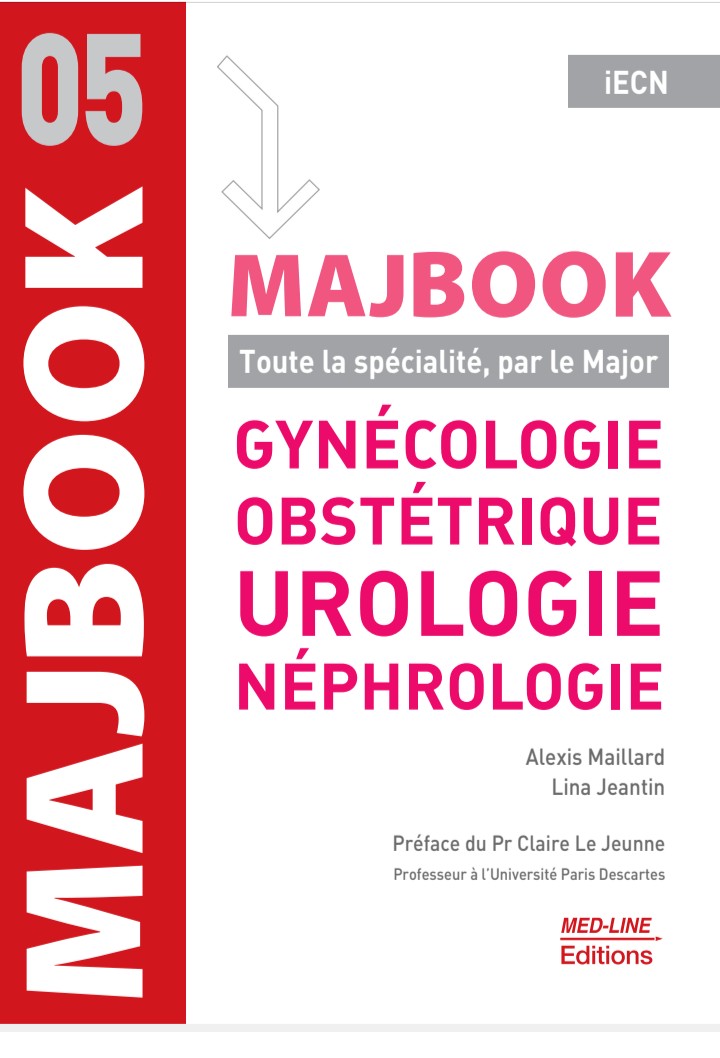 MAJBOOK 05
iECN
MAJBOOK
Toute la spécialité, par le Major
GYNÉCOLOGIE
OBSTÉTRIQUE
UROLOGIE
NÉPHROLOGIE
Alexis Maillard
Lina Jeantin
Préface du Pr Claire Le Jeunne
Professeur à l'Université Paris Descartes
MED-LINE
Editions